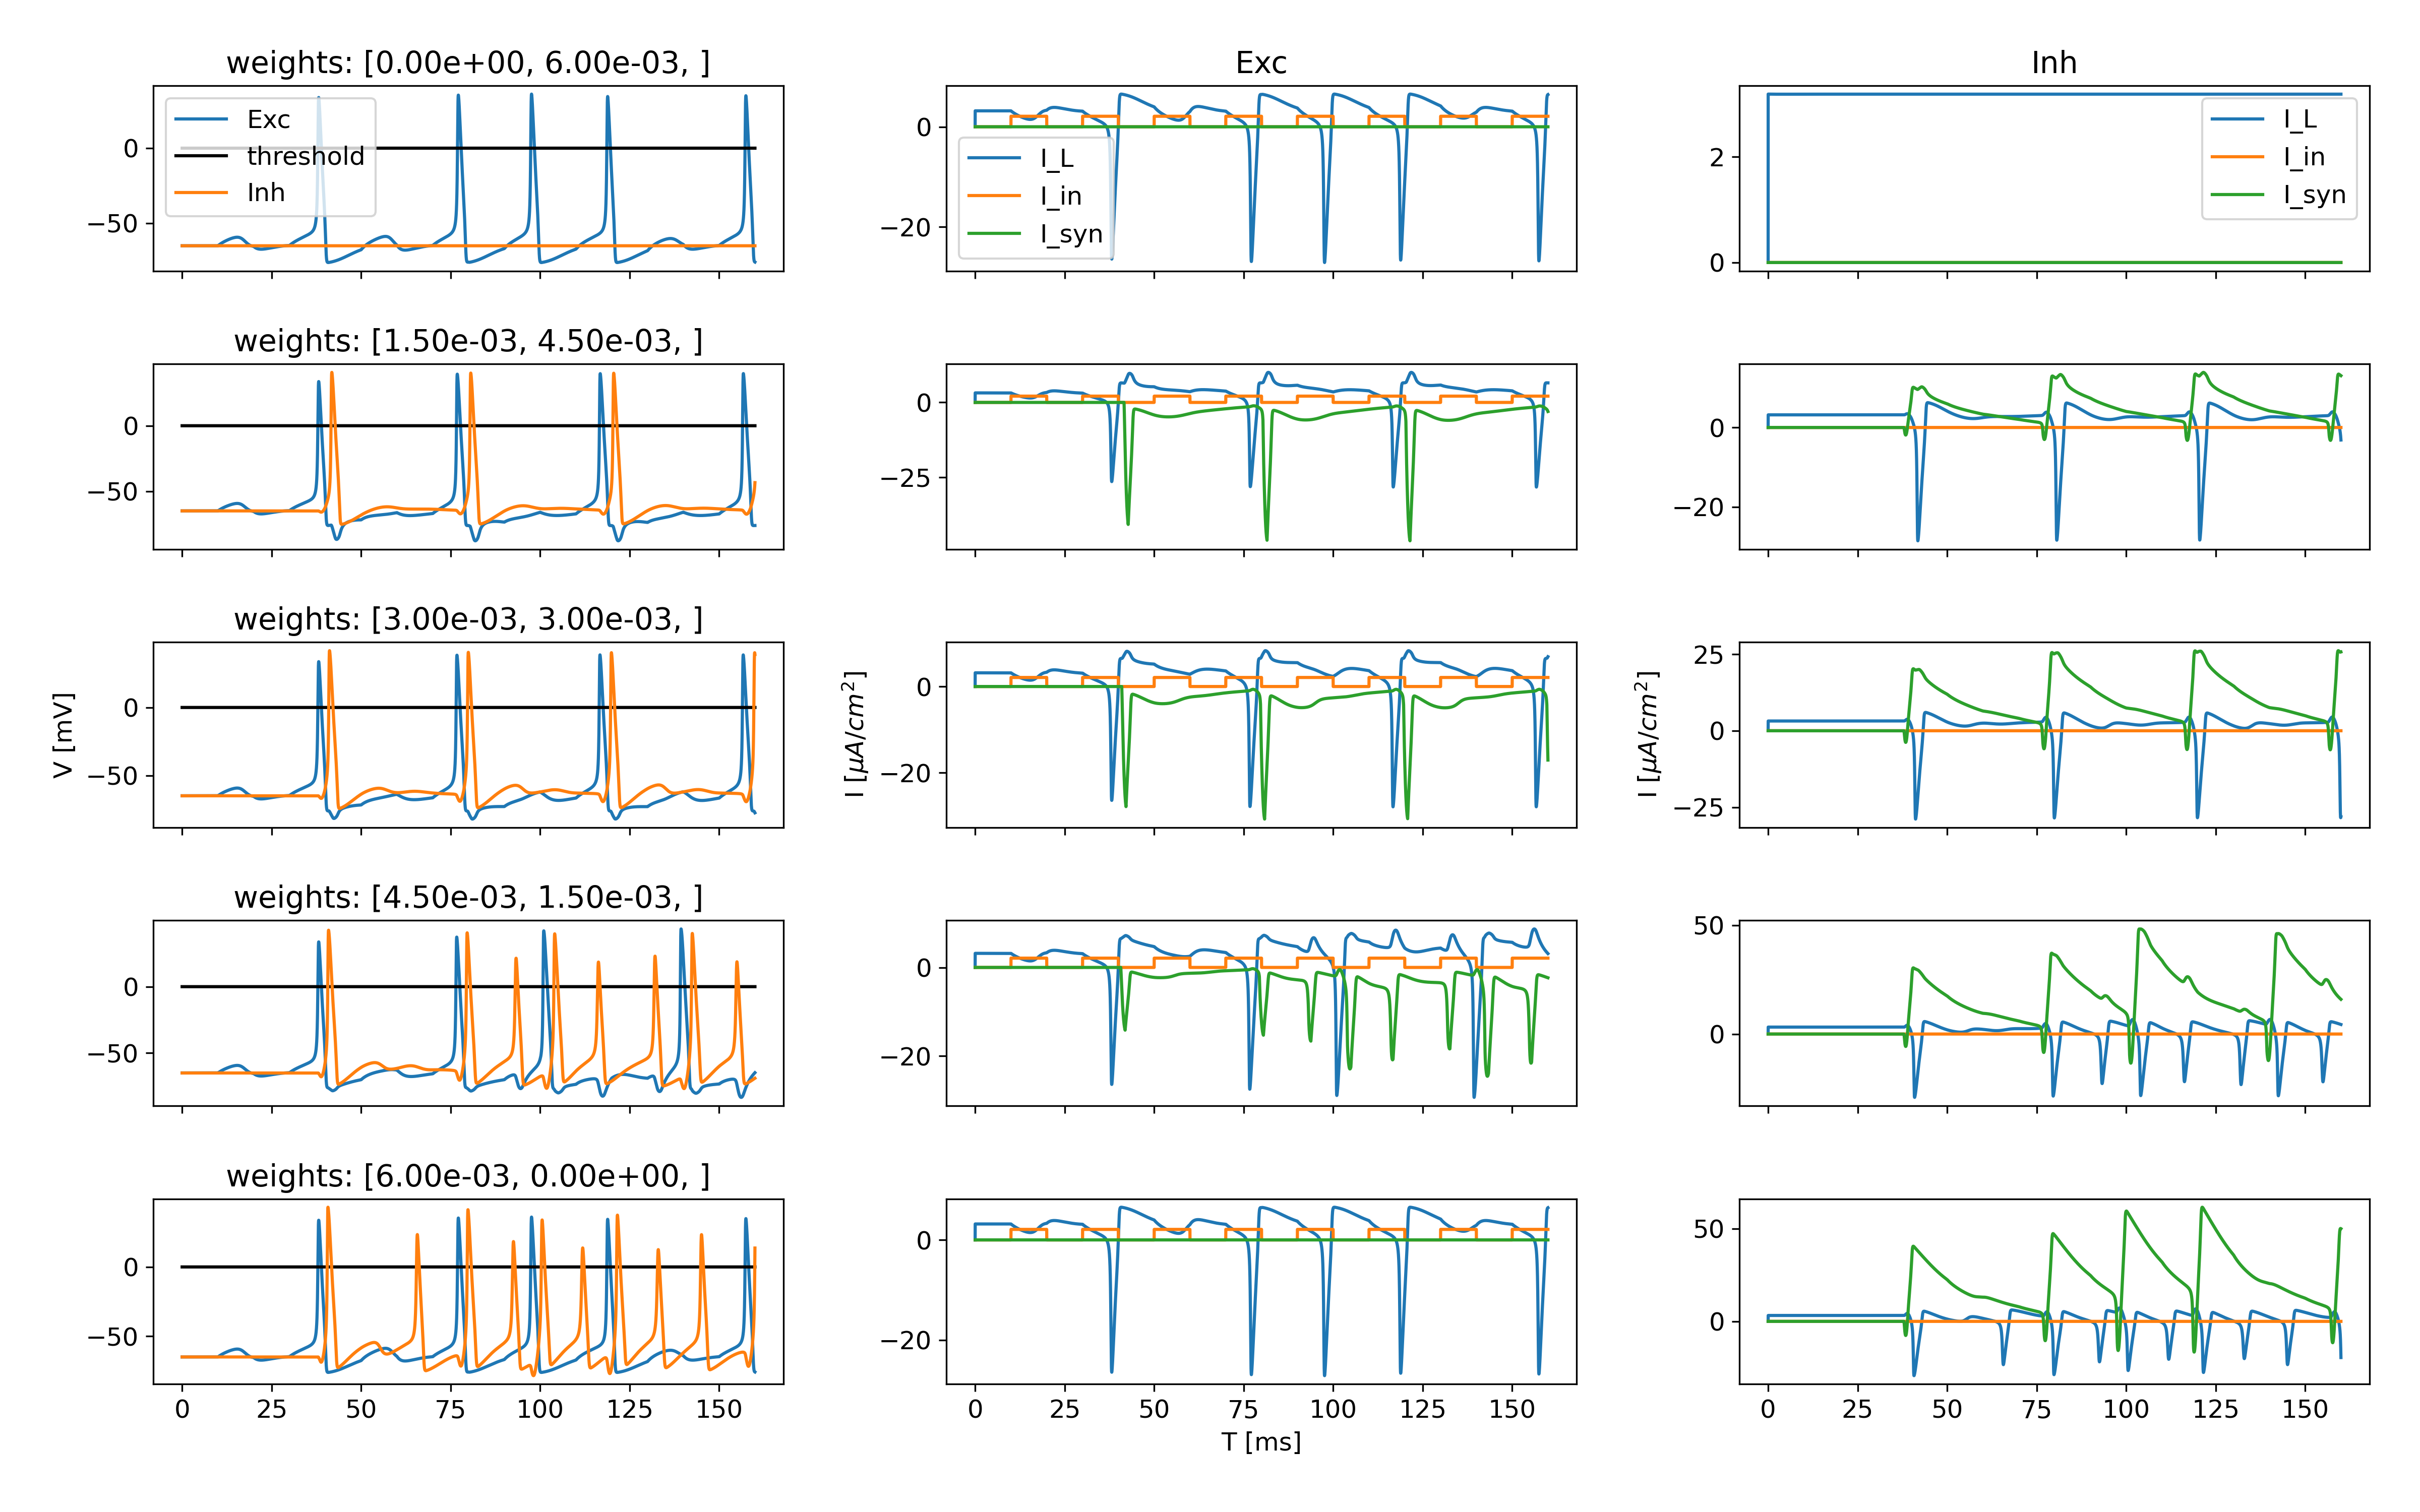 weights: [0.00e+00, 6.00e-03, ]
Exc
Inh
0
−50
Exc
threshold
Inh
0
−20
I_L
I_in
I_syn
2
0
I_L
I_in
I_syn
weights: [1.50e-03, 4.50e-03, ]
0
−50
0
−25
0
−20
weights: [3.00e-03, 3.00e-03, ]
V [mV]
0
−50
I [μA/cm²]
0
−20
I [μA/cm²]
25
0
−25
weights: [4.50e-03, 1.50e-03, ]
0
−50
0
−20
50
0
weights: [6.00e-03, 0.00e+00, ]
0
−50
0
−20
50
0
0 25 50 75 100 125 150
0 25 50 75 100 125 150
0 25 50 75 100 125 150
T [ms]